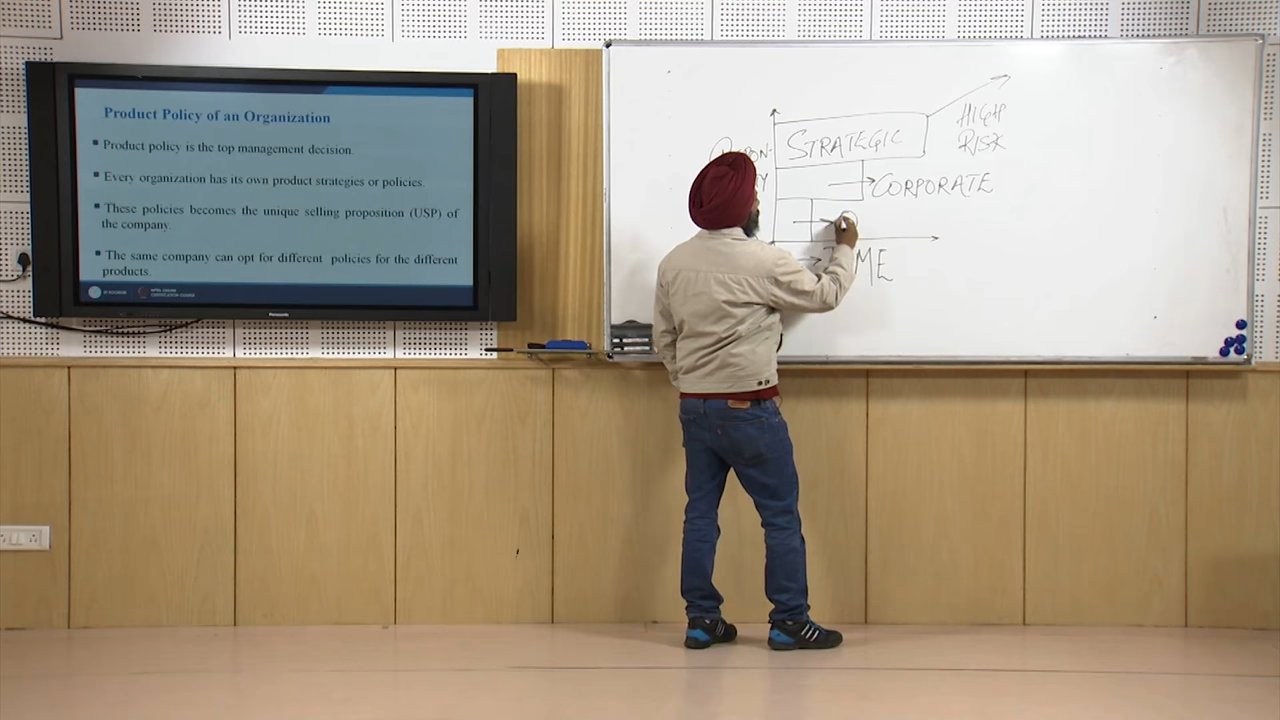 Product Policy of an Organization
Product policy is the top management decision.
Every organization has its own product strategies or policies.
These policies becomes the unique selling proposition (USP) of
the company.
The same company can opt for different policies for the different
products.
Panasonic
STRATEGIC
HIGH
RISK
CORPORATE